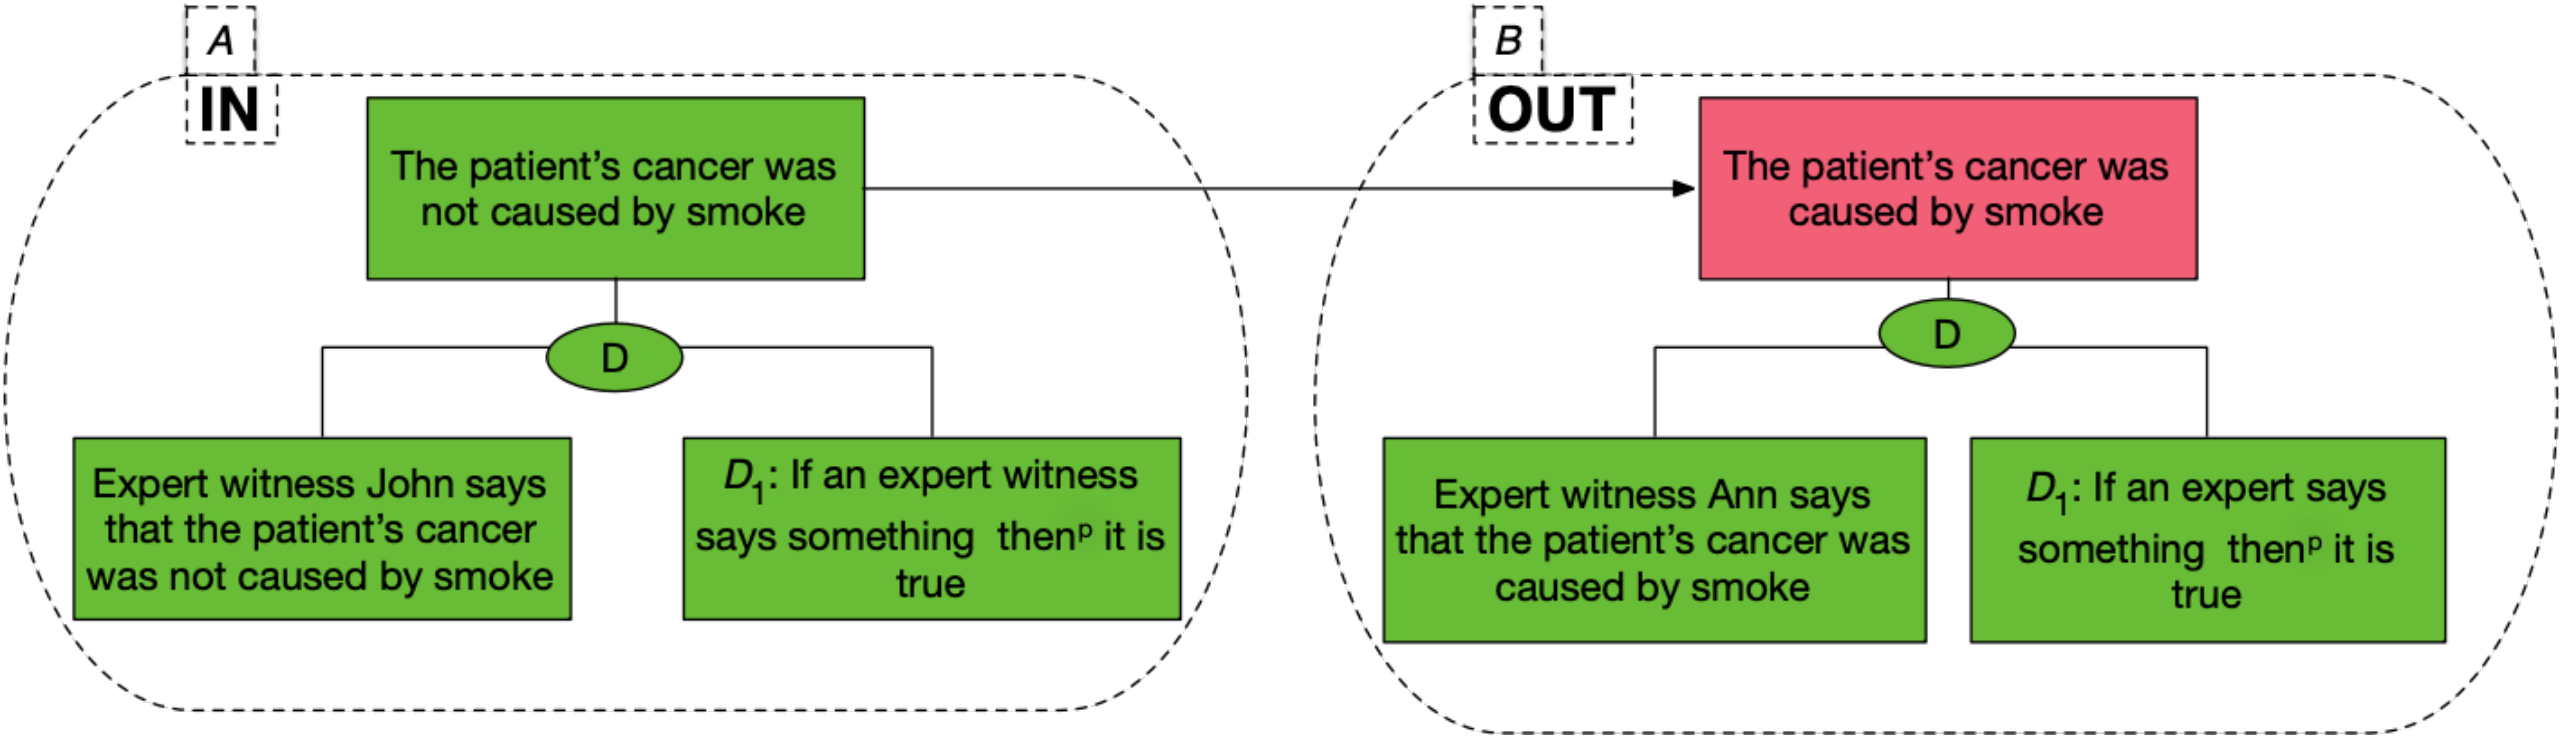 A
IN
The patient's cancer was
not caused by smoke
D
Expert witness John says
that the patient's cancer
was not caused by smoke
D₁: If an expert witness
says something thenᵖ it is
true
B
OUT
The patient's cancer was
caused by smoke
D
Expert witness Ann says
that the patient's cancer was
caused by smoke
D₁: If an expert says
something thenᵖ it is
true